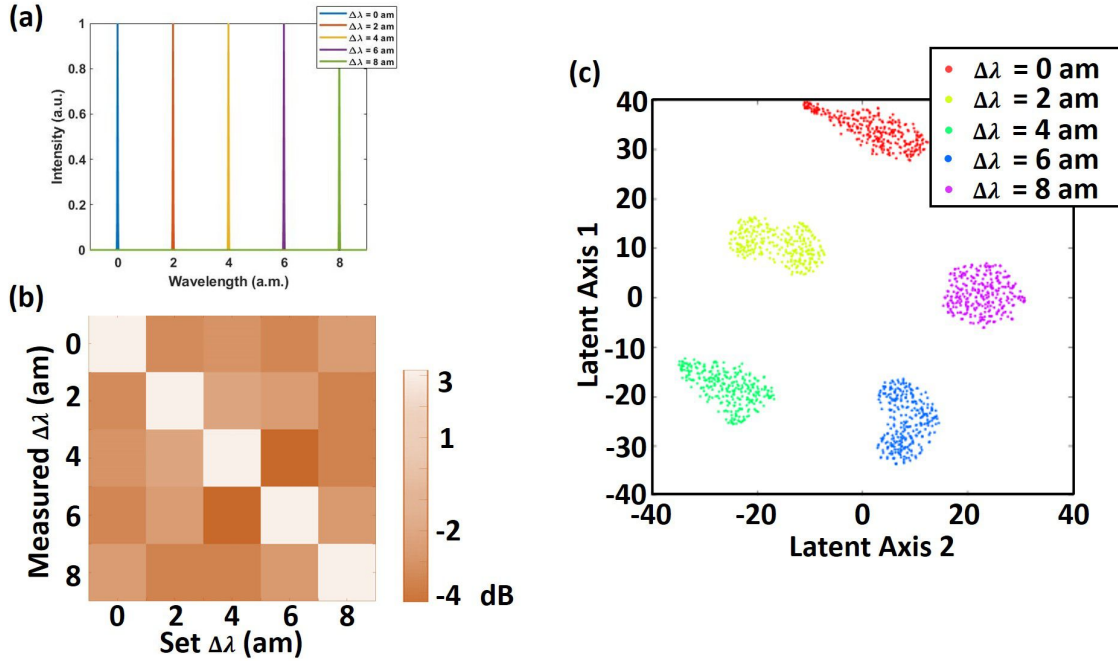 (a)
Δλ = 0 am
Δλ = 2 am
Δλ = 4 am
Δλ = 6 am
Δλ = 8 am
1
0.8
0.6
0.4
0.2
0
Intensity (a.u.)
0 2 4 6 8
Wavelength (a.m.)
(b)
0
2
4
6
8
Measured Δλ (am)
0 2 4 6 8
Set Δλ (am)
3
1
-2
-4 dB
(c)
Δλ = 0 am
Δλ = 2 am
Δλ = 4 am
Δλ = 6 am
Δλ = 8 am
40
30
20
10
0
-10
-20
-30
-40
Latent Axis 1
-40 -20 0 20 40
Latent Axis 2